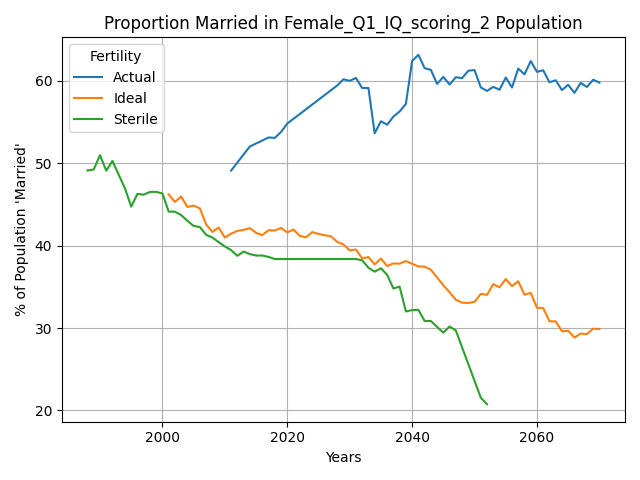 Proportion Married in Female_Q1_IQ_scoring_2 Population
Fertility
Actual
Ideal
Sterile
% of Population 'Married'
60
50
40
30
20
2000
2020
2040
2060
Years